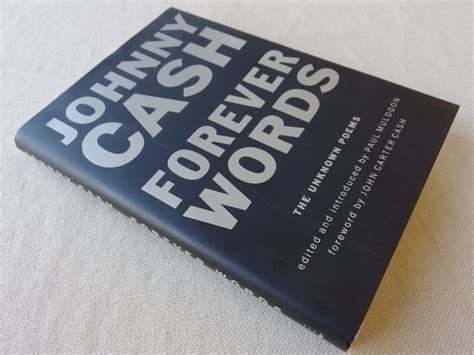 JOHNNY
CASH
FOREVER
WORDS
THE UNKNOWN POEMS
edited and introduced by PAUL MULDOON
foreword by JOHN CARTER CASH